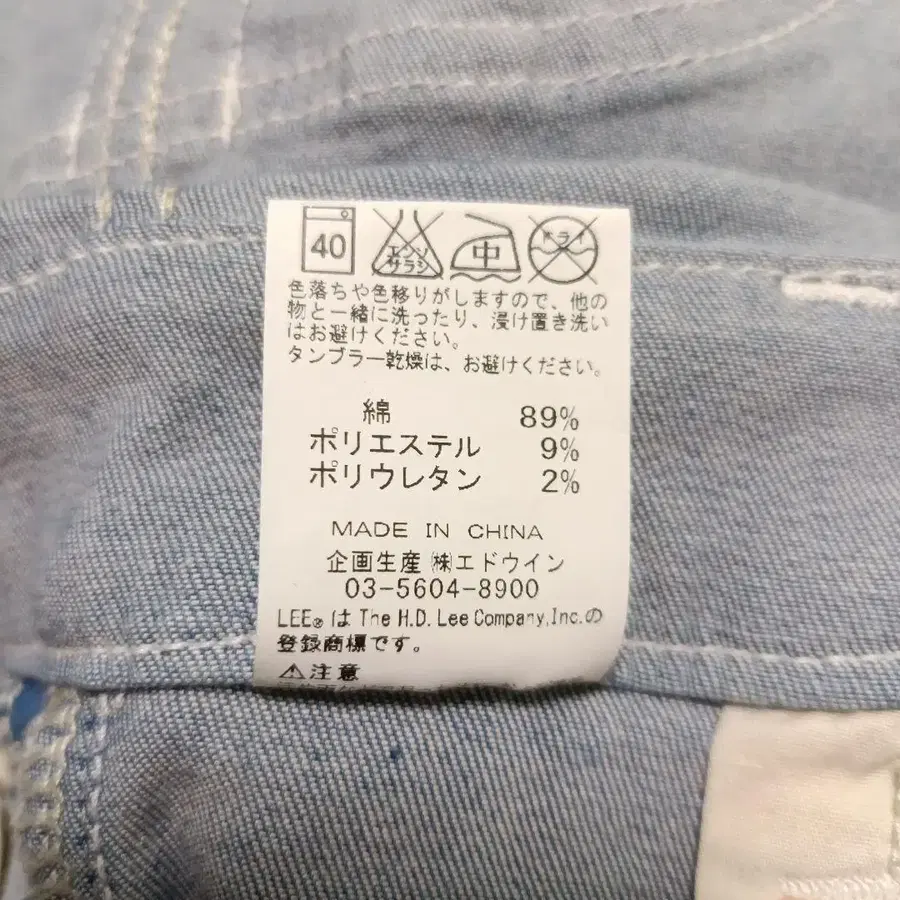 40 エンソサラシ 中 ドライ
色落ちや色移りがしますので、他の
物と一緒に洗ったり、浸け置き洗い
はお避けください。
タンブラー乾燥は、お避けください。
綿 89%
ポリエステル 9%
ポリウレタン 2%
MADE IN CHINA
企画生産 ㈱エドウイン
03-5604-8900
LEE®は The H.D. Lee Company,Inc.の
登録商標です。
⚠注意